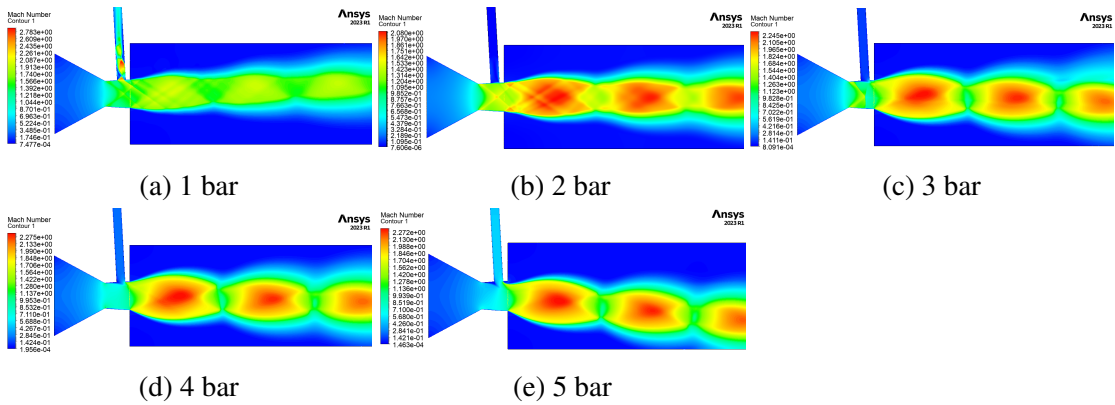 Mach Number
Contour 1
2.783e+00
2.609e+00
2.435e+00
2.261e+00
2.087e+00
1.913e+00
1.740e+00
1.566e+00
1.392e+00
1.218e+00
1.044e+00
8.701e-01
6.963e-01
5.224e-01
3.485e-01
1.746e-01
7.477e-04
Ansys
2023 R1
(a) 1 bar
Mach Number
Contour 1
2.080e+00
1.970e+00
1.861e+00
1.751e+00
1.642e+00
1.533e+00
1.423e+00
1.314e+00
1.204e+00
1.095e+00
9.852e-01
8.757e-01
7.663e-01
6.568e-01
5.473e-01
4.379e-01
3.284e-01
2.189e-01
1.095e-01
7.606e-06
Ansys
2023 R1
(b) 2 bar
Mach Number
Contour 1
2.245e+00
2.105e+00
1.965e+00
1.824e+00
1.684e+00
1.544e+00
1.403e+00
1.263e+00
1.123e+00
9.828e-01
8.425e-01
7.022e-01
5.619e-01
4.216e-01
2.814e-01
1.411e-01
8.091e-04
Ansys
2023 R1
(c) 3 bar
Mach Number
Contour 1
2.275e+00
2.133e+00
1.990e+00
1.848e+00
1.706e+00
1.564e+00
1.422e+00
1.280e+00
1.137e+00
9.953e-01
8.532e-01
7.110e-01
5.688e-01
4.267e-01
2.845e-01
1.424e-01
1.956e-04
Ansys
2023 R1
(d) 4 bar
Mach Number
Contour 1
2.272e+00
2.130e+00
1.988e+00
1.846e+00
1.704e+00
1.562e+00
1.420e+00
1.278e+00
1.136e+00
9.939e-01
8.519e-01
7.100e-01
5.680e-01
4.260e-01
2.841e-01
1.421e-01
1.463e-04
Ansys
2023 R1
(e) 5 bar